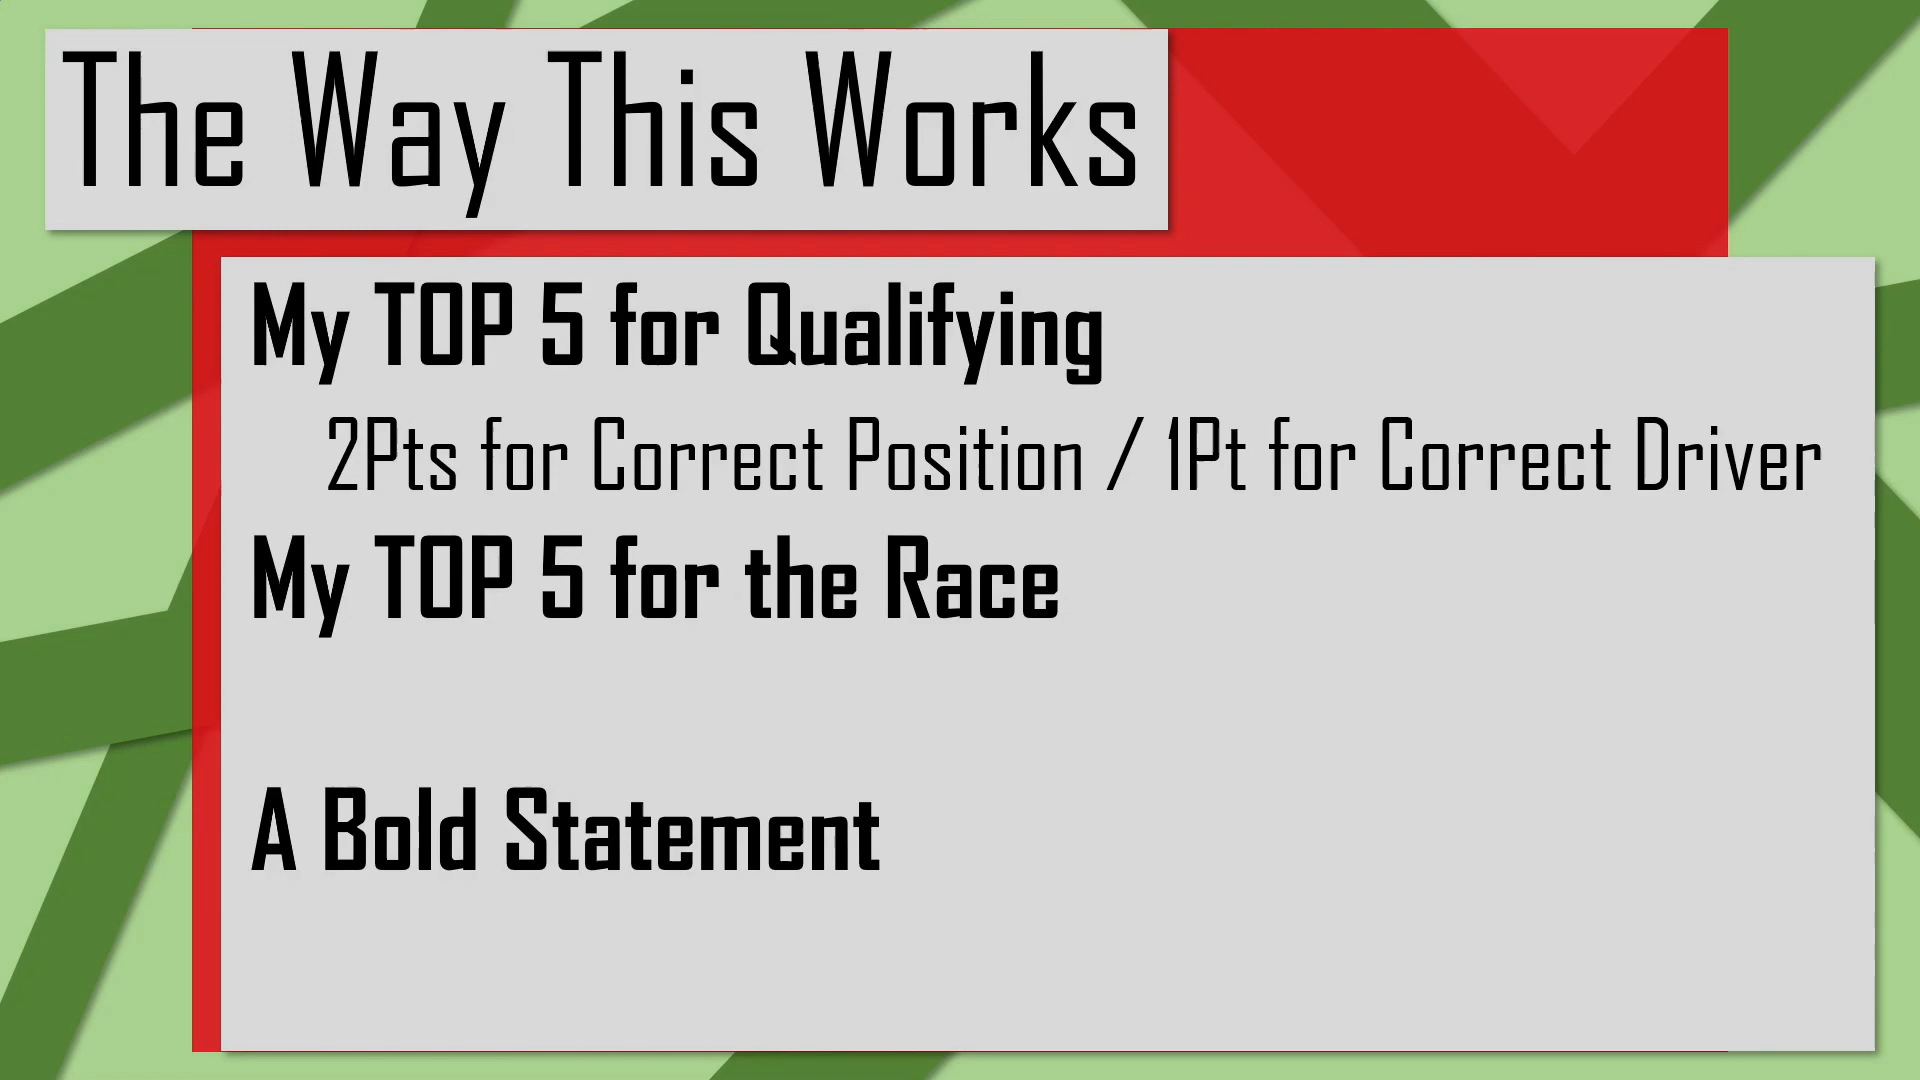 The Way This Works
My TOP 5 for Qualifying
2Pts for Correct Position / 1Pt for Correct Driver
My TOP 5 for the Race
A Bold Statement